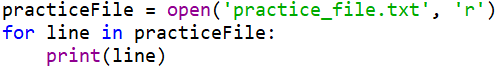 practiceFile = open('practice_file.txt', 'r')
for line in practiceFile:
    print(line)